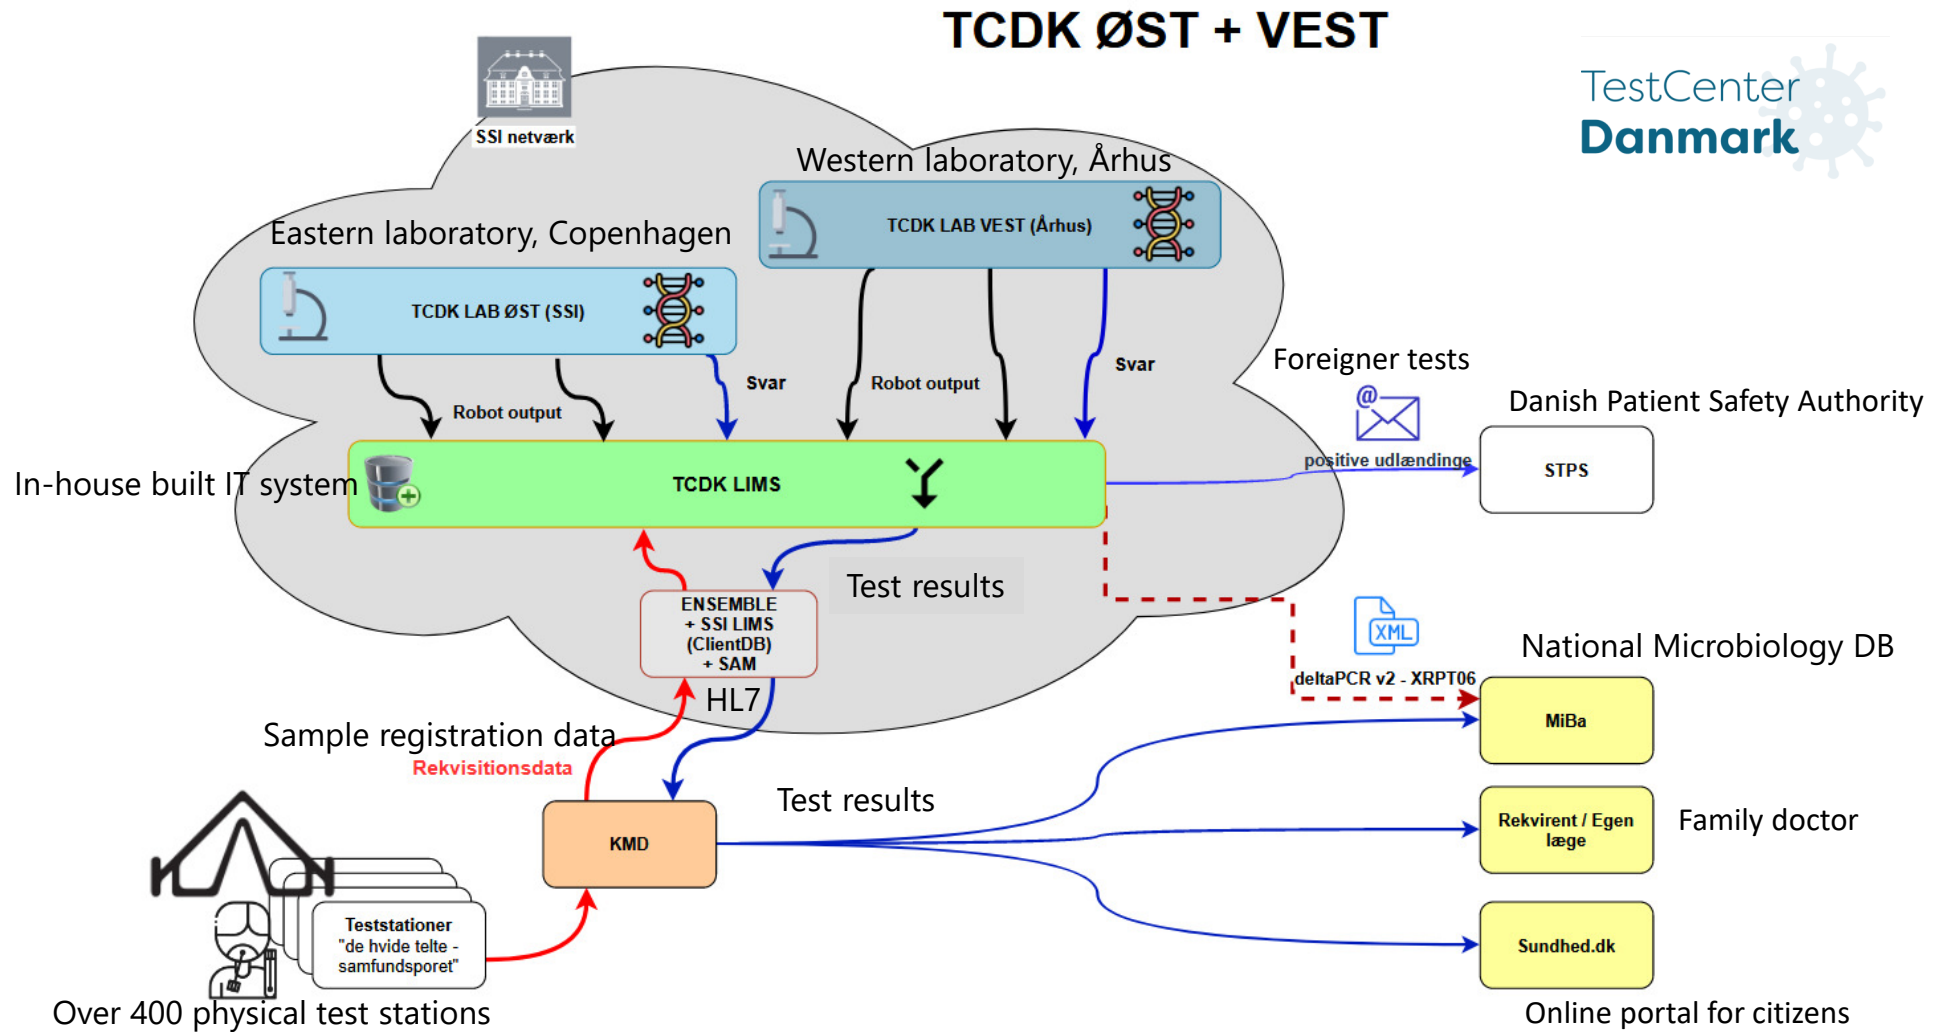 TCDK ØST + VEST
TestCenter
Danmark
SSI netværk
Western laboratory, Århus
TCDK LAB VEST (Århus)
Eastern laboratory, Copenhagen
TCDK LAB ØST (SSI)
Svar
Robot output
Svar
Robot output
Foreigner tests
@
positive udlændinge
Danish Patient Safety Authority
STPS
In-house built IT system
TCDK LIMS
Test results
ENSEMBLE
+ SSI LIMS
(ClientDB)
+ SAM
HL7
XML
deltaPCR v2 - XRPT06
National Microbiology DB
MiBa
Sample registration data
Rekvisitionsdata
KMD
Test results
Rekvirent / Egen
læge
Family doctor
Teststationer
"de hvide telte -
samfundsporet"
Over 400 physical test stations
Sundhed.dk
Online portal for citizens